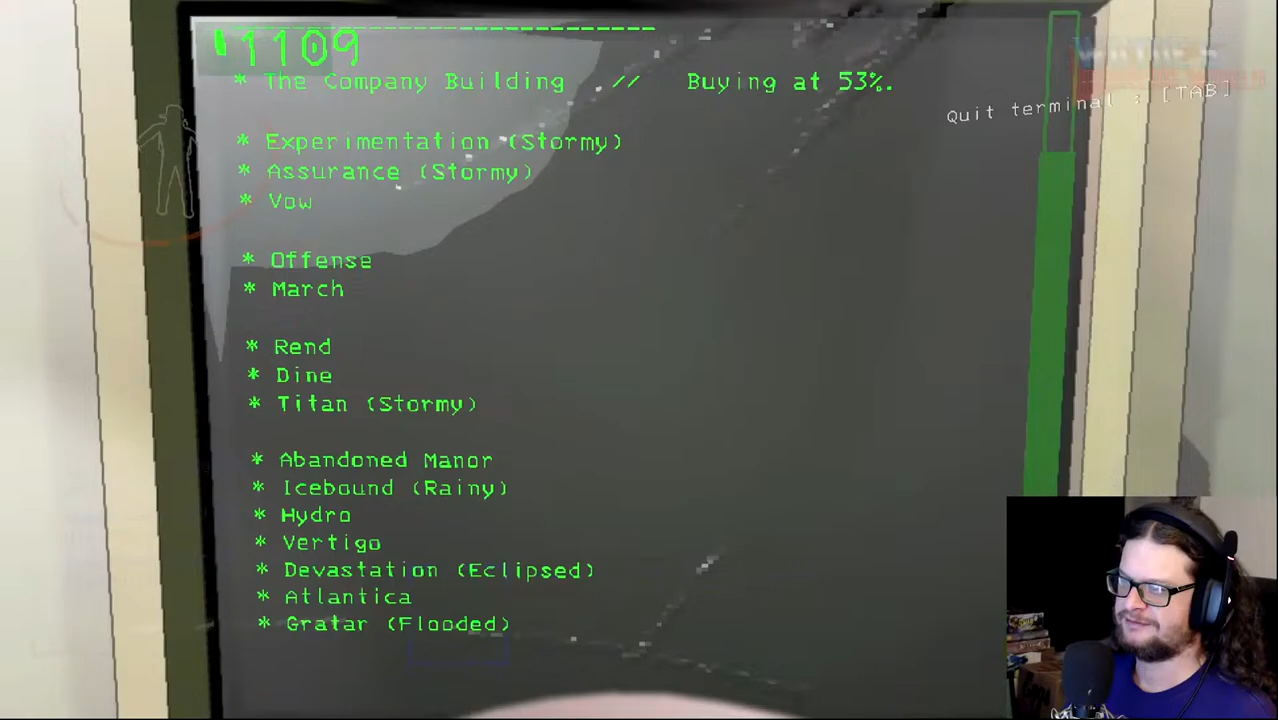 1109
* The Company Building // Buying at 53%.
Quit terminal : [TAB]
* Experimentation (Stormy)
* Assurance (Stormy)
* Vow
* Offense
* March
* Rend
* Dine
* Titan (Stormy)
* Abandoned Manor
* Icebound (Rainy)
* Hydro
* Vertigo
* Devastation (Eclipsed)
* Atlantica
* Gratar (Flooded)